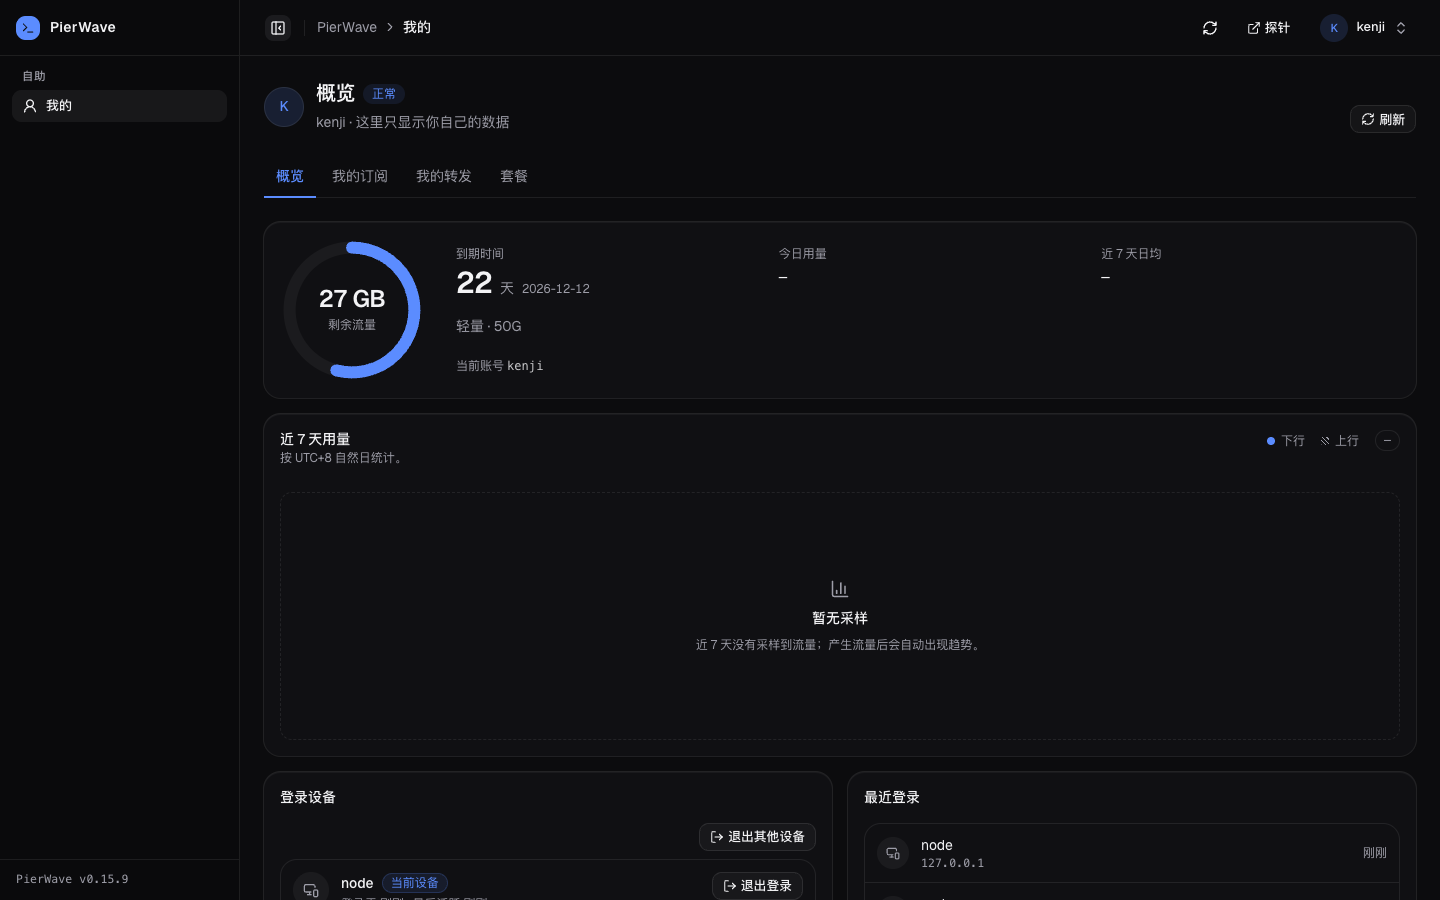 PierWave
PierWave > 我的
探针
K
kenji
自助
我的
K
概览
正常
kenji · 这里只显示你自己的数据
刷新
概览
我的订阅
我的转发
套餐
27 GB
剩余流量
到期时间
22 天 2026-12-12
轻量 · 50G
当前账号 kenji
今日用量
–
近 7 天日均
–
近 7 天用量
按 UTC+8 自然日统计。
下行
上行
–
暂无采样
近 7 天没有采样到流量；产生流量后会自动出现趋势。
登录设备
退出其他设备
node
当前设备
退出登录
最近登录
node
127.0.0.1
刚刚
PierWave v0.15.9